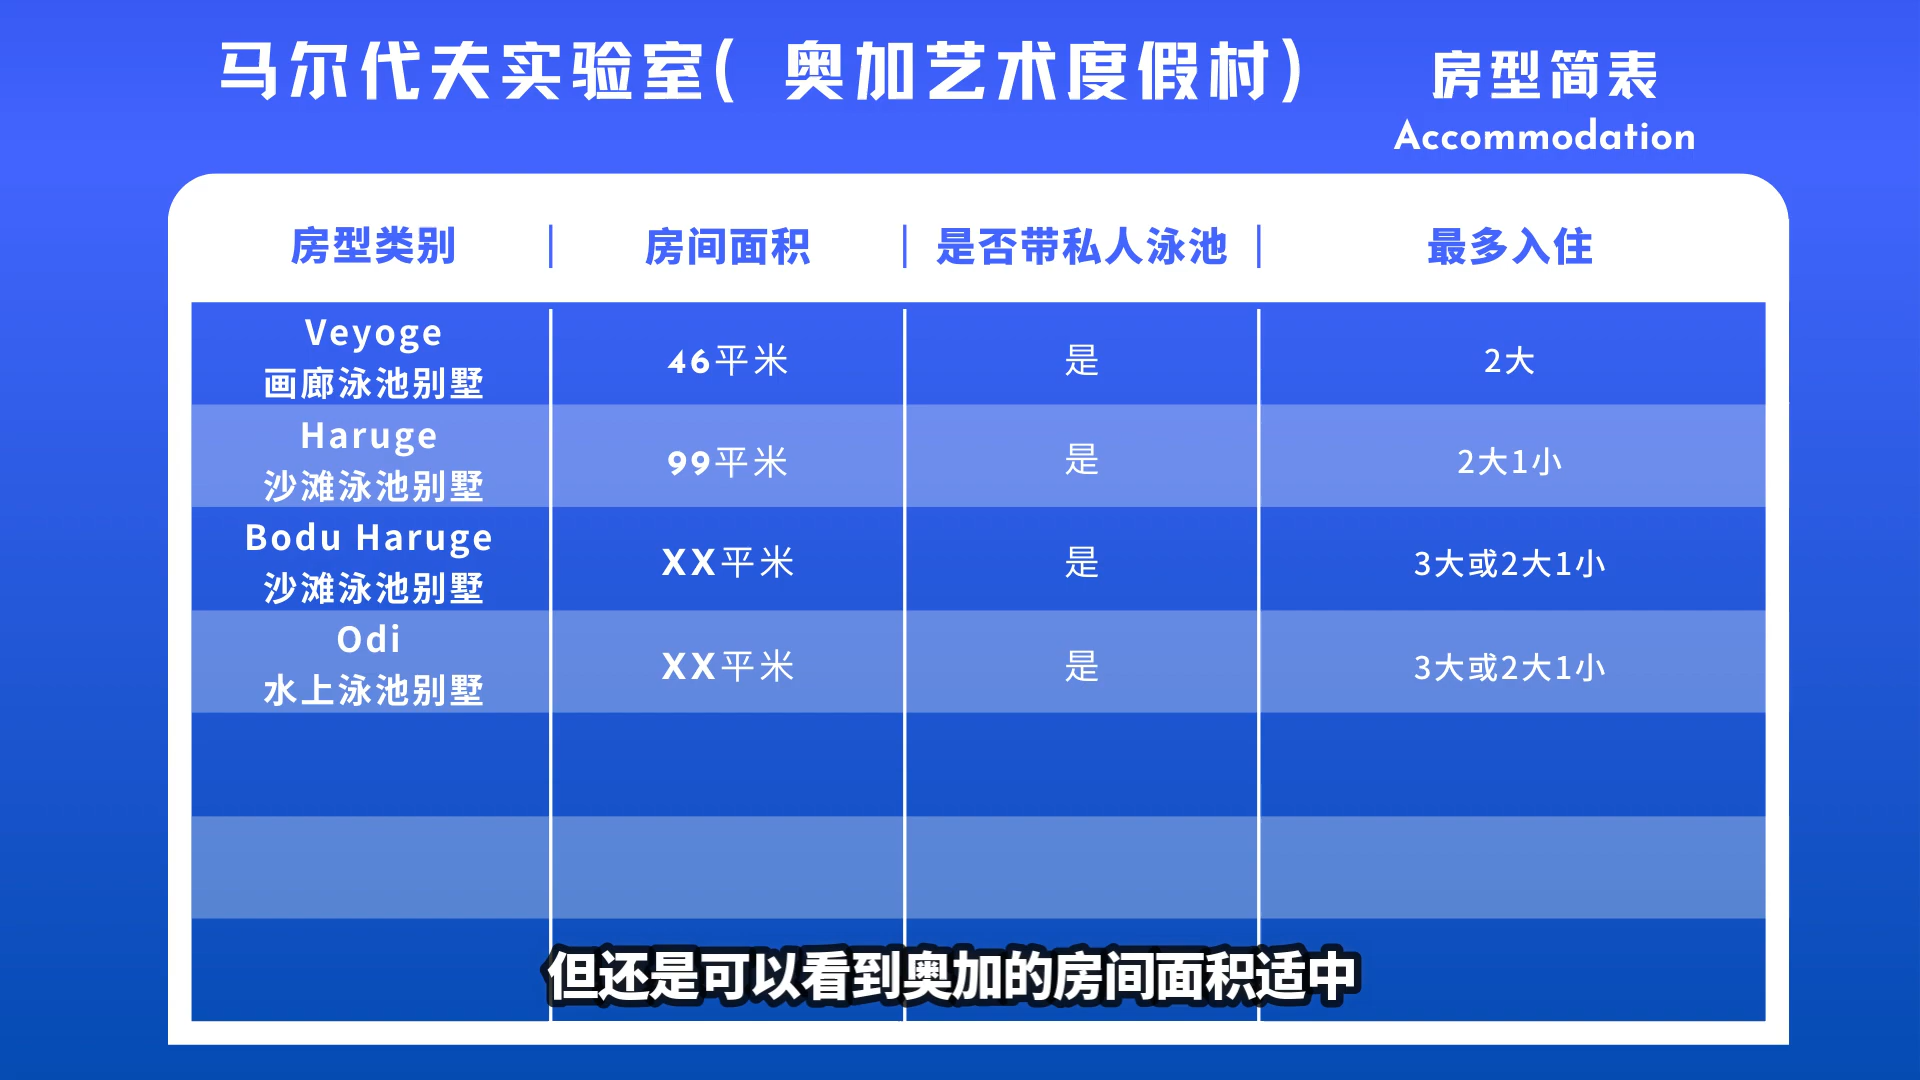 马尔代夫实验室( 奥加艺术度假村)
房型简表
Accommodation
房型类别 | 房间面积 | 是否带私人泳池 | 最多入住
Veyoge
画廊泳池别墅
46平米
是
2大
Haruge
沙滩泳池别墅
99平米
是
2大1小
Bodu Haruge
沙滩泳池别墅
XX平米
是
3大或2大1小
Odi
水上泳池别墅
XX平米
是
3大或2大1小
但还是可以看到奥加的房间面积适中